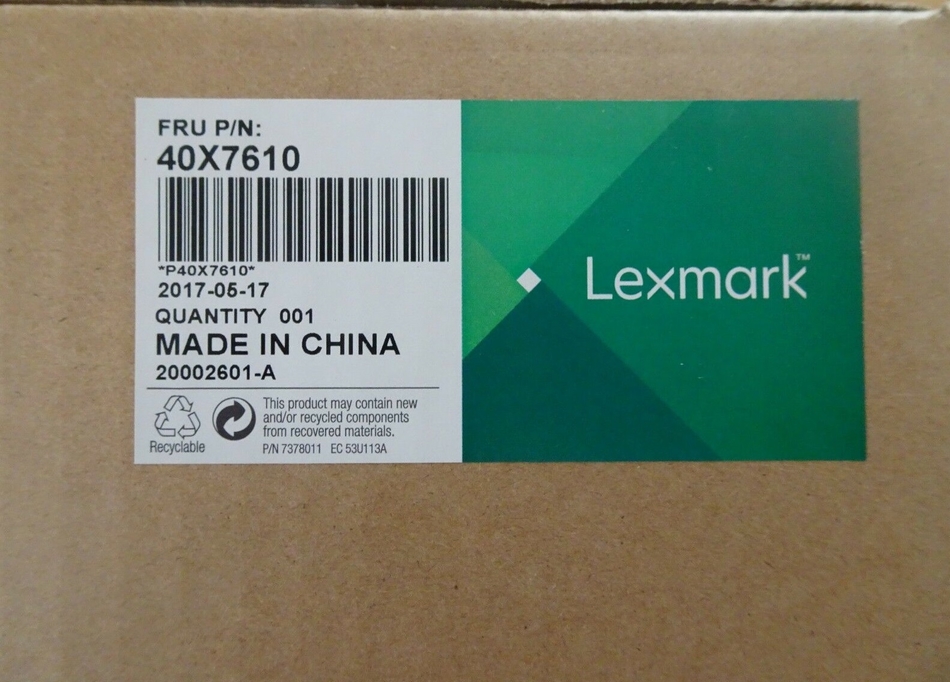 FRU P/N:
40X7610
*P40X7610*
2017-05-17
QUANTITY 001
MADE IN CHINA
20002601-A
Recyclable
This product may contain new
and/or recycled components
from recovered materials.
P/N 7378011 EC 53U113A
Lexmark™